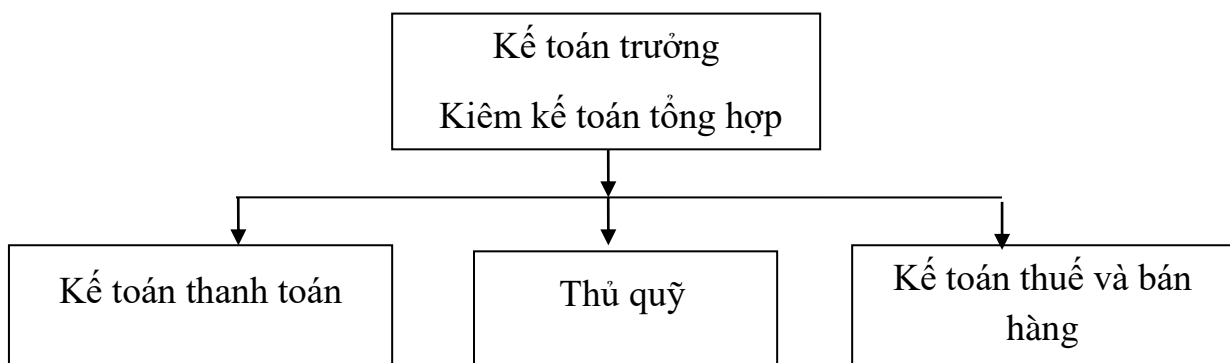 Kế toán trưởng
Kiêm kế toán tổng hợp
Kế toán thanh toán
Thủ quỹ
Kế toán thuế và bán
hàng